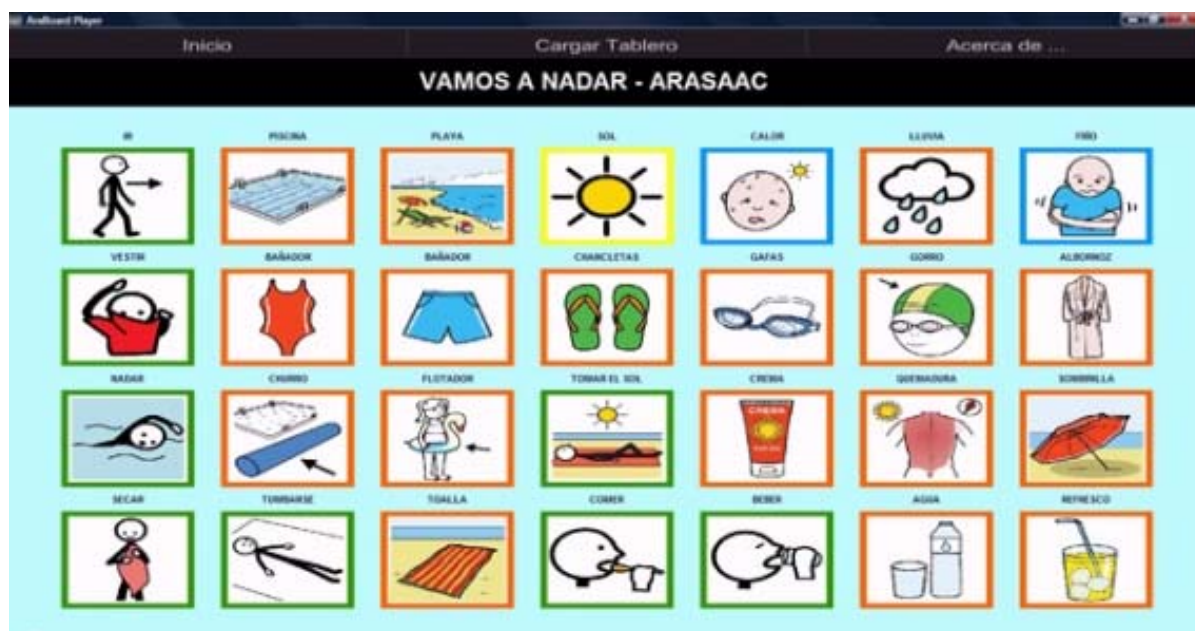 AraBoard Player
Inicio Cargar Tablero Acerca de ...
VAMOS A NADAR - ARASAAC
IR PISCINA PLAYA SOL CALOR LLUVIA FRÍO
VESTIR BAÑADOR BAÑADOR CHANCLETAS GAFAS GORRO ALBORNOZ
NADAR CHURRO FLOTADOR TOMAR EL SOL CREMA QUEMADURA SOMBRILLA
CREMA
SECAR TUMBARSE TOALLA COMER BEBER AGUA REFRESCO